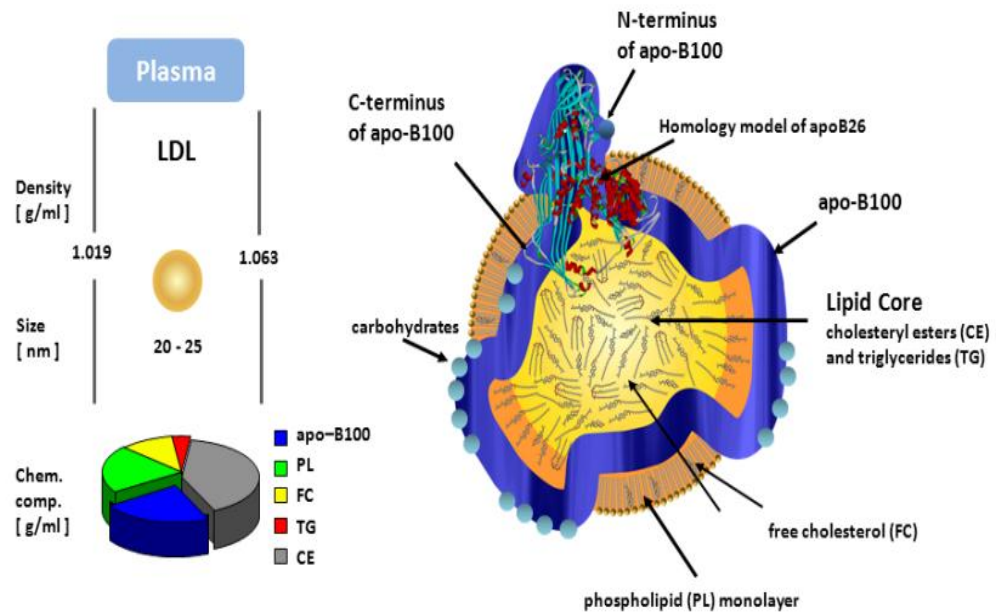 Plasma
LDL
Density
[ g/ml ]
1.019
1.063
Size
[ nm ]
20 - 25
Chem.
comp.
[ g/ml ]
apo–B100
PL
FC
TG
CE
N-terminus
of apo-B100
C-terminus
of apo-B100
Homology model of apoB26
apo-B100
Lipid Core
cholesteryl esters (CE)
and triglycerides (TG)
carbohydrates
free cholesterol (FC)
phospholipid (PL) monolayer